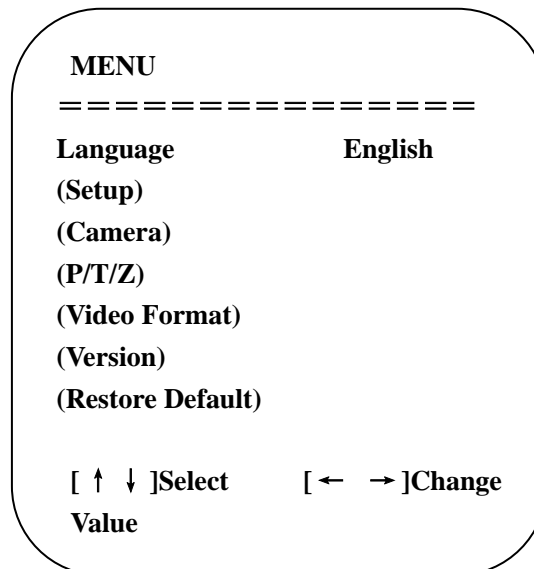 MENU
===============
Language English
(Setup)
(Camera)
(P/T/Z)
(Video Format)
(Version)
(Restore Default)
[ ↑ ↓ ]Select [ ← → ]Change
Value